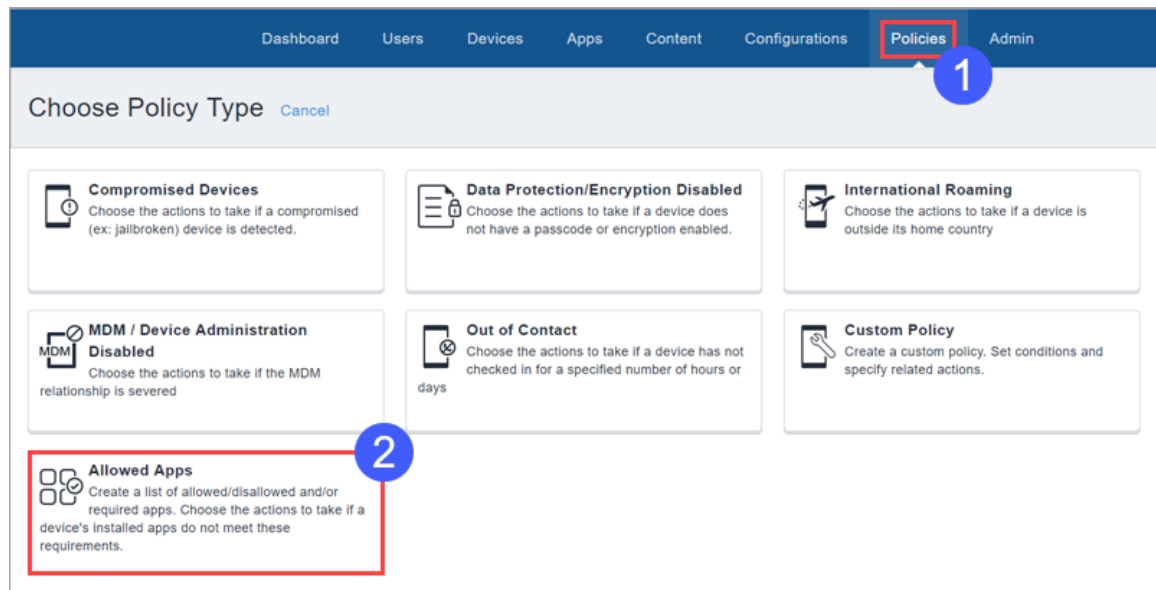 Dashboard Users Devices Apps Content Configurations Policies Admin
1
Choose Policy Type Cancel
Compromised Devices
Choose the actions to take if a compromised
(ex: jailbroken) device is detected.
Data Protection/Encryption Disabled
Choose the actions to take if a device does
not have a passcode or encryption enabled.
International Roaming
Choose the actions to take if a device is
outside its home country
MDM
MDM / Device Administration
Disabled
Choose the actions to take if the MDM
relationship is severed
Out of Contact
Choose the actions to take if a device has not
checked in for a specified number of hours or
days
Custom Policy
Create a custom policy. Set conditions and
specify related actions.
2
Allowed Apps
Create a list of allowed/disallowed and/or
required apps. Choose the actions to take if a
device's installed apps do not meet these
requirements.